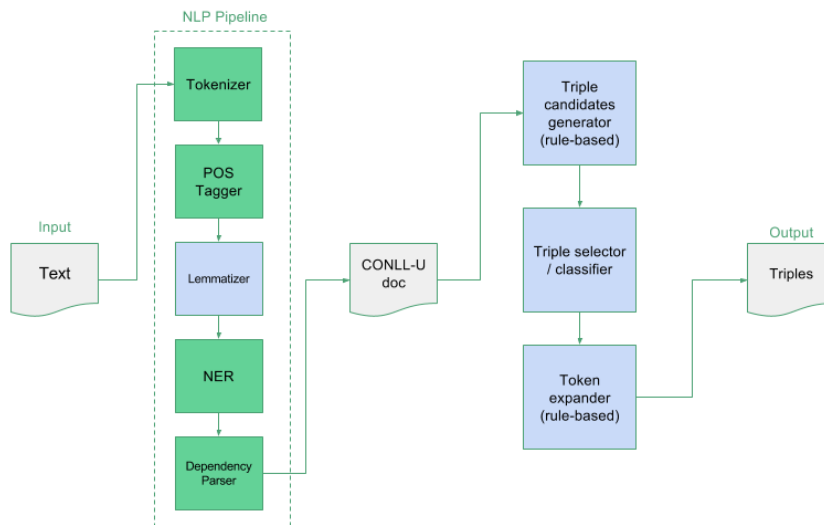 NLP Pipeline
Tokenizer
POS
Tagger
Lemmatizer
NER
Dependency
Parser
Input
Text
CONLL-U
doc
Triple
candidates
generator
(rule-based)
Triple selector
/ classifier
Token
expander
(rule-based)
Output
Triples